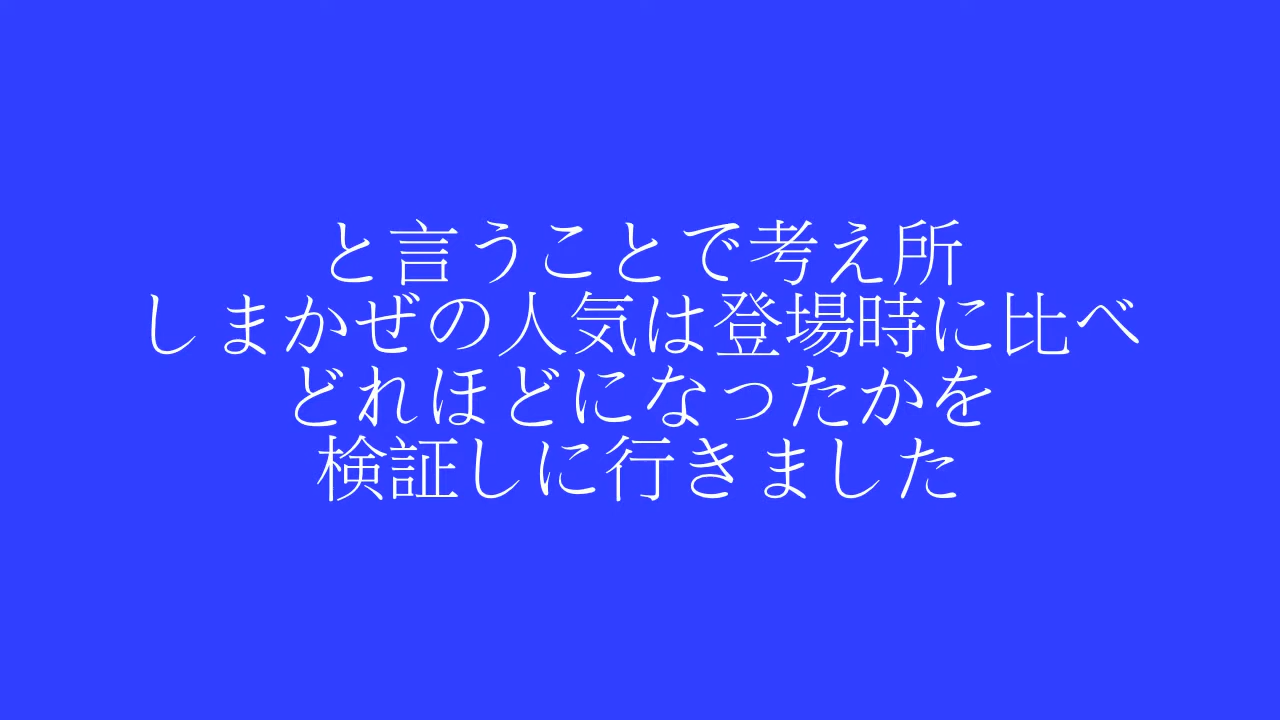 と言うことで考え所
しまかぜの人気は登場時に比べ
どれほどになったかを
検証しに行きました